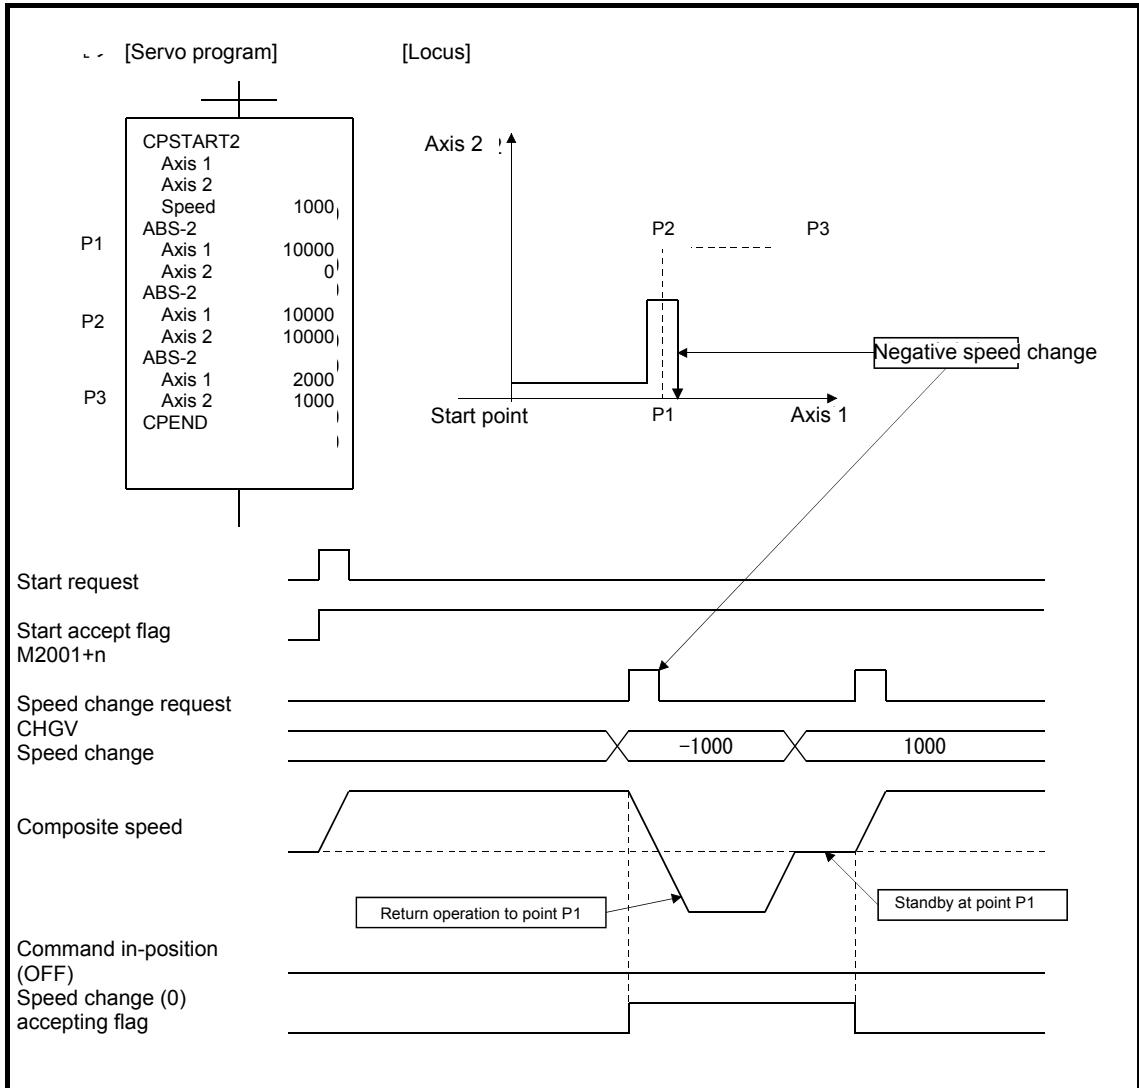 [Servo program] [Locus]
CPSTART2
Axis 1
Axis 2
Speed 1000
ABS-2
P1
Axis 1 10000
Axis 2 0
ABS-2
P2
Axis 1 10000
Axis 2 10000
ABS-2
Axis 1 2000
P3
Axis 2 1000
CPEND
Axis 2
P2 P3
Negative speed change
Start point P1 Axis 1
Start request
Start accept flag
M2001+n
Speed change request
CHGV
Speed change
-1000 1000
Composite speed
Return operation to point P1
Standby at point P1
Command in-position
(OFF)
Speed change (0)
accepting flag